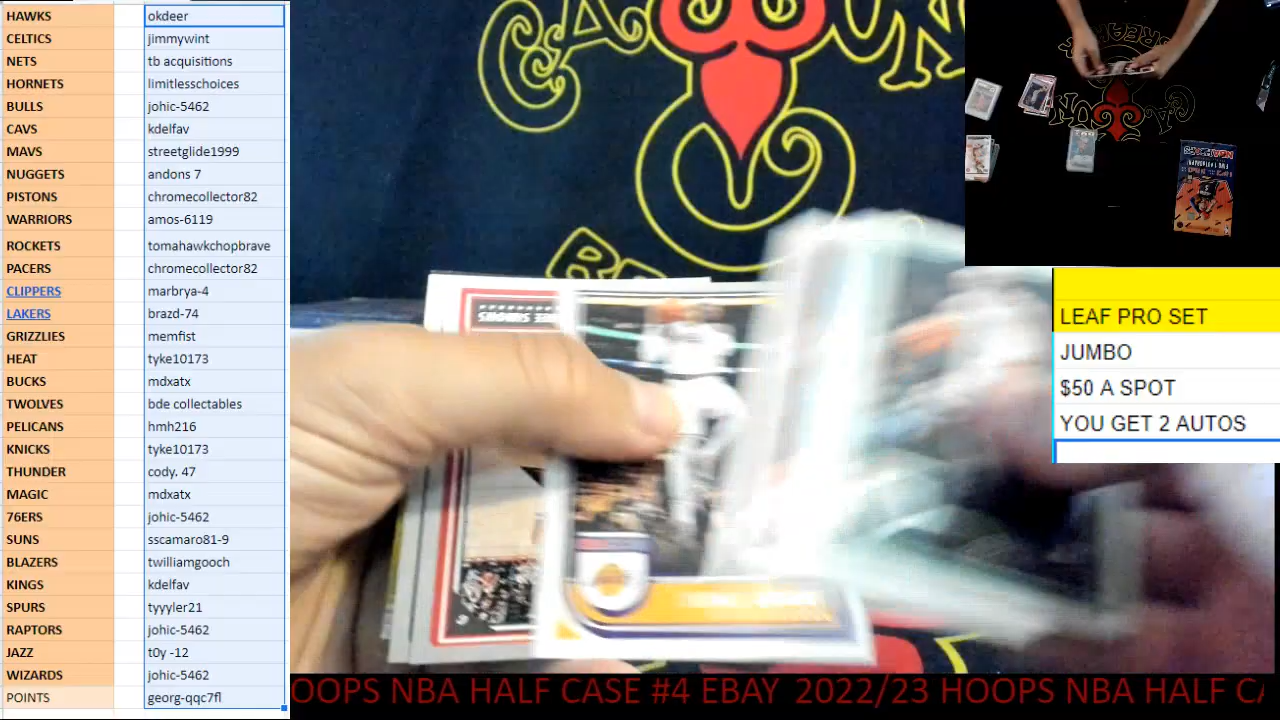 HAWKS okdeer
CELTICS jimmywint
NETS tb acquisitions
HORNETS limitlesschoices
BULLS johic-5462
CAVS kdelfav
MAVS streetglide1999
NUGGETS andons 7
PISTONS chromecollector82
WARRIORS amos-6119
ROCKETS tomahawkchopbrave
PACERS chromecollector82
CLIPPERS marbrya-4
LAKERS brazd-74
GRIZZLIES memfist
HEAT tyke10173
BUCKS mdxatx
TWOLVES bde collectables
PELICANS hmh216
KNICKS tyke10173
THUNDER cody. 47
MAGIC mdxatx
76ERS johic-5462
SUNS sscamaro81-9
BLAZERS twilliamgooch
KINGS kdelfav
SPURS tyyyler21
RAPTORS johic-5462
JAZZ t0y -12
WIZARDS johic-5462
POINTS georg-qqc7fl
LEAF PRO SET
JUMBO
$50 A SPOT
YOU GET 2 AUTOS
OOPS NBA HALF CASE #4 EBAY 2022/23 HOOPS NBA HALF CA